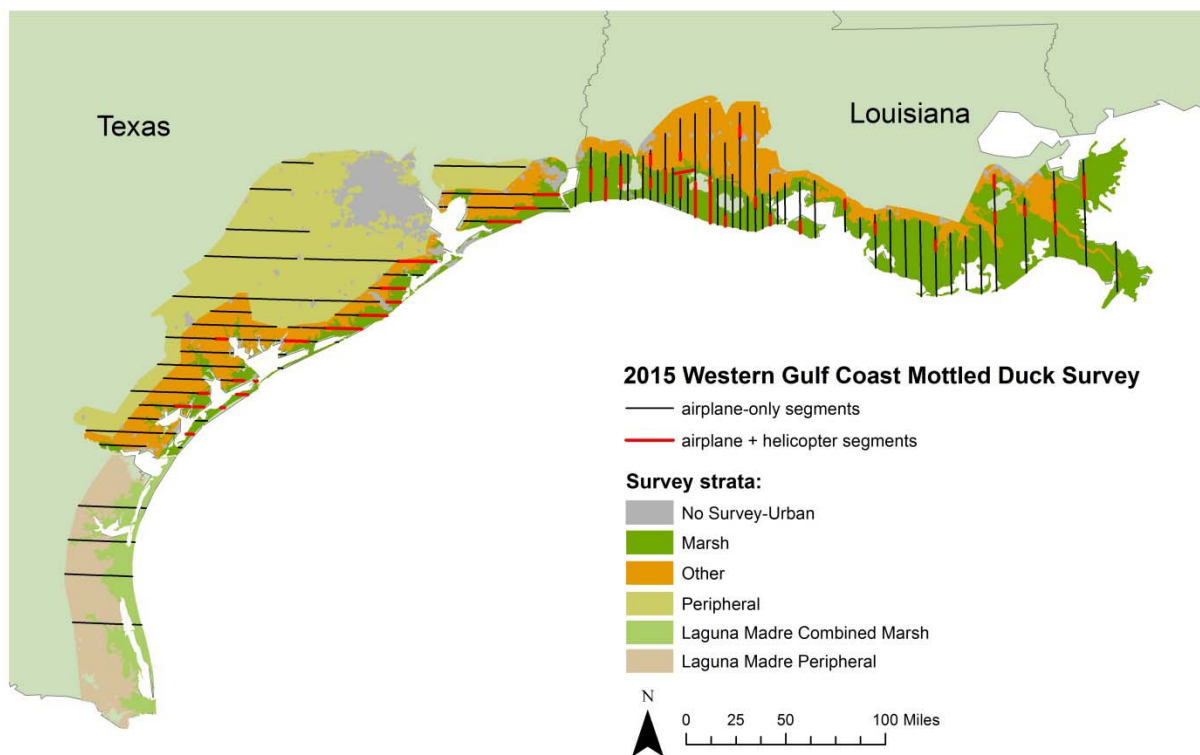 Texas
Louisiana
2015 Western Gulf Coast Mottled Duck Survey
airplane-only segments
airplane + helicopter segments
Survey strata:
No Survey-Urban
Marsh
Other
Peripheral
Laguna Madre Combined Marsh
Laguna Madre Peripheral
N
0 25 50 100 Miles